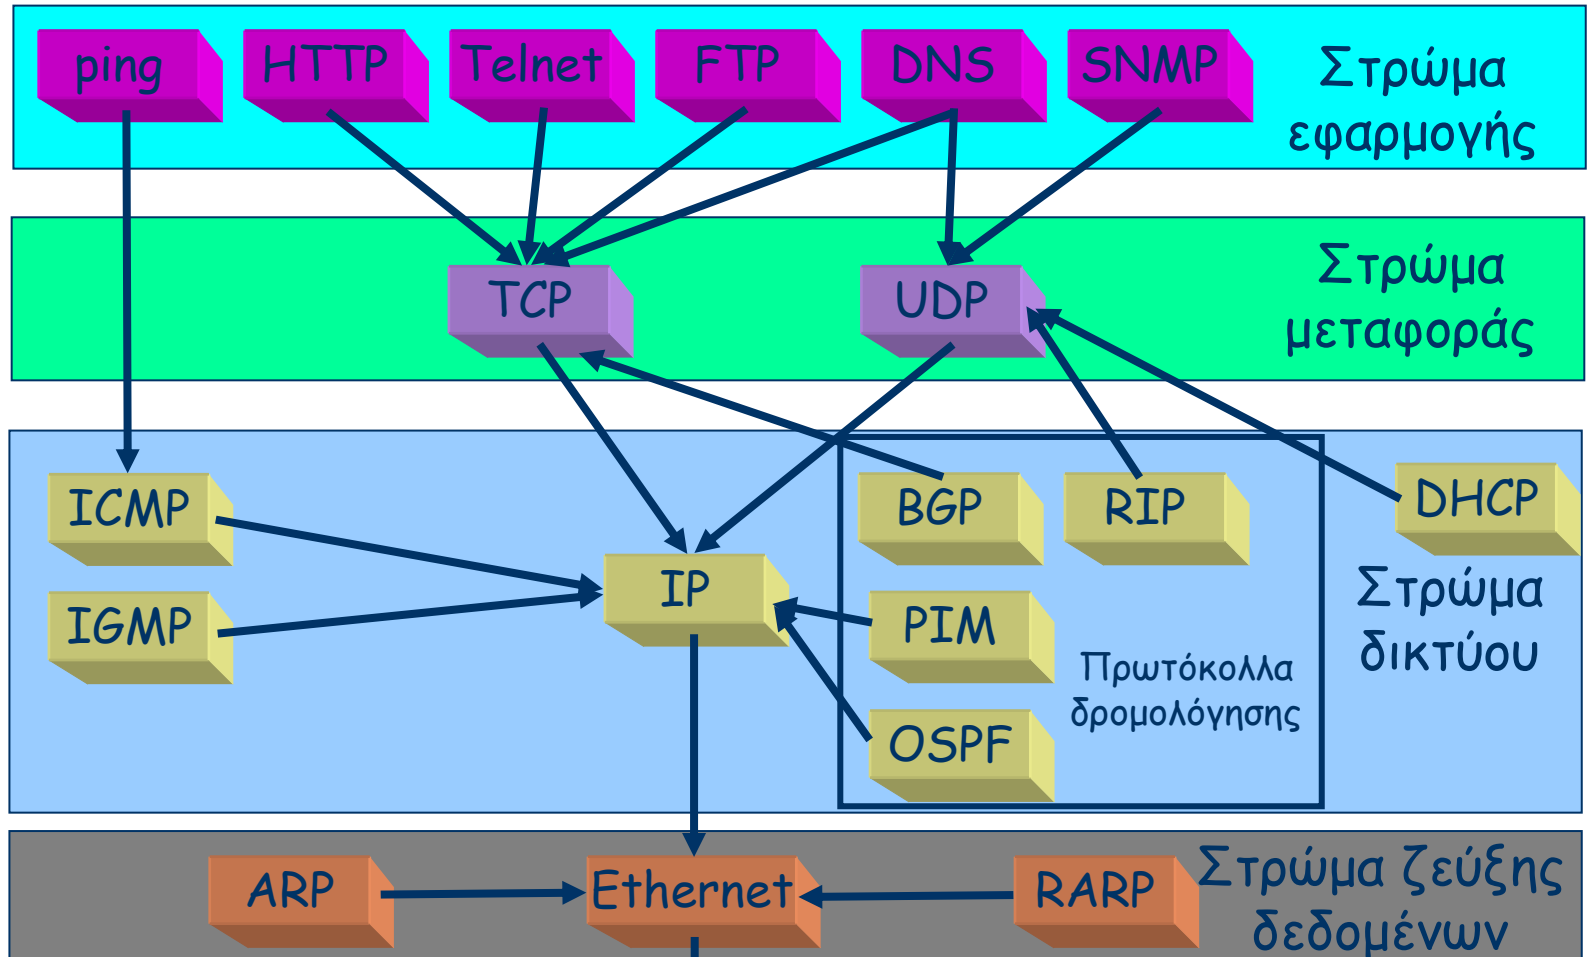 ping HTTP Telnet FTP DNS SNMP
Στρώμα
εφαρμογής
TCP UDP
Στρώμα
μεταφοράς
ICMP BGP RIP DHCP
IP
IGMP PIM
Στρώμα
δικτύου
Πρωτόκολλα
δρομολόγησης
OSPF
ARP Ethernet RARP
Στρώμα ζεύξης
δεδομένων